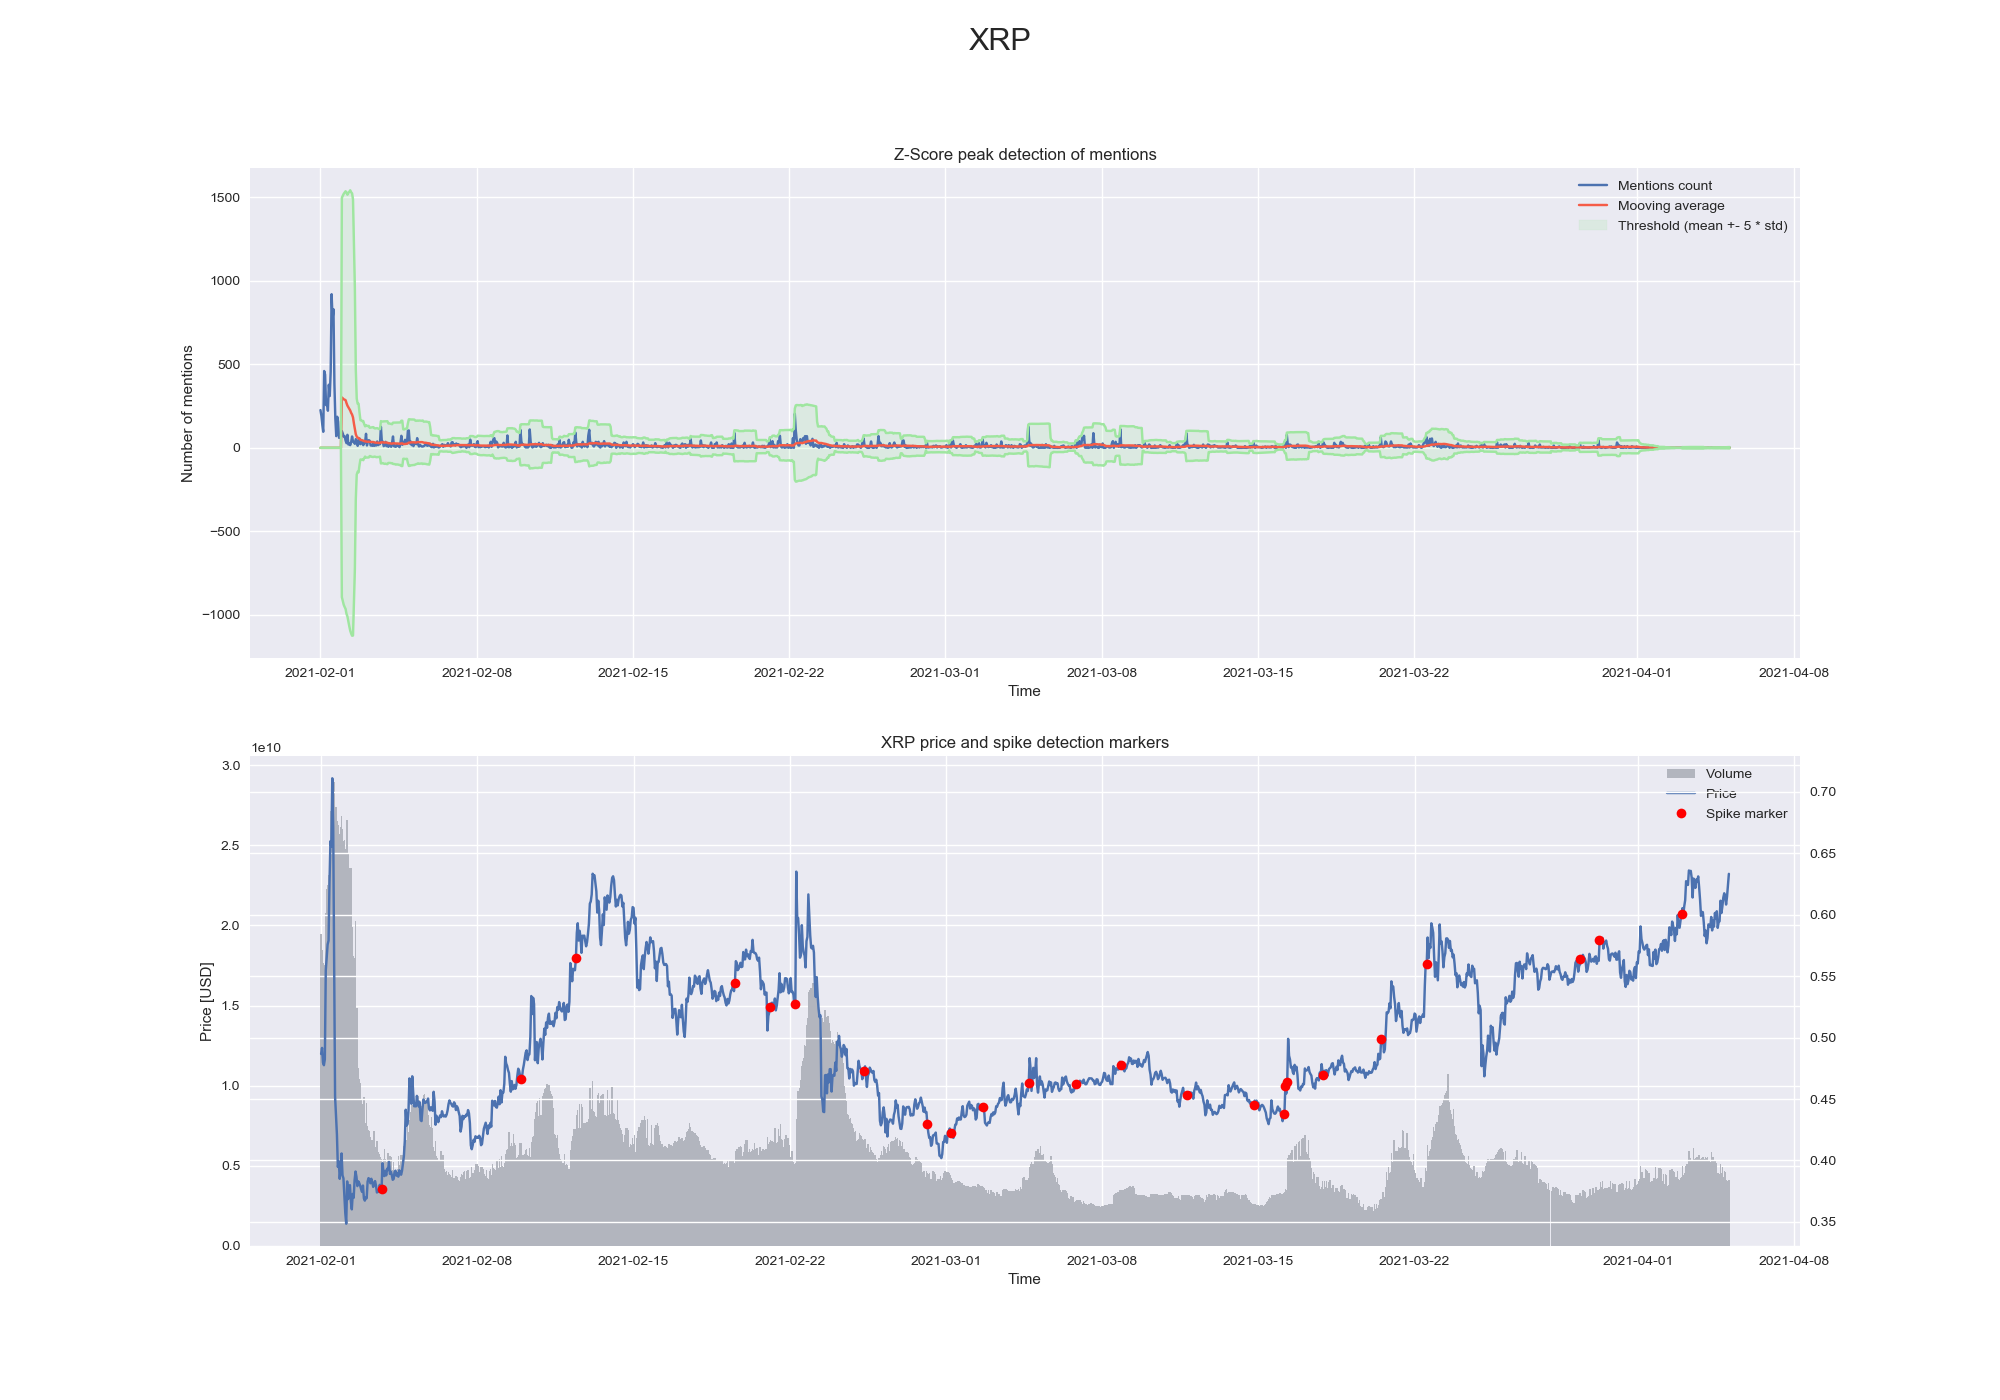 XRP
Z-Score peak detection of mentions
Mentions count
Mooving average
Threshold (mean +- 5 * std)
Number of mentions
1500
1000
500
0
−500
−1000
2021-02-01 2021-02-08 2021-02-15 2021-02-22 2021-03-01 2021-03-08 2021-03-15 2021-03-22 2021-04-01 2021-04-08
Time
XRP price and spike detection markers
1e10
Volume
Price
Spike marker
Price [USD]
3.0
2.5
2.0
1.5
1.0
0.5
0.0
0.70
0.65
0.60
0.55
0.50
0.45
0.40
0.35
2021-02-01 2021-02-08 2021-02-15 2021-02-22 2021-03-01 2021-03-08 2021-03-15 2021-03-22 2021-04-01 2021-04-08
Time